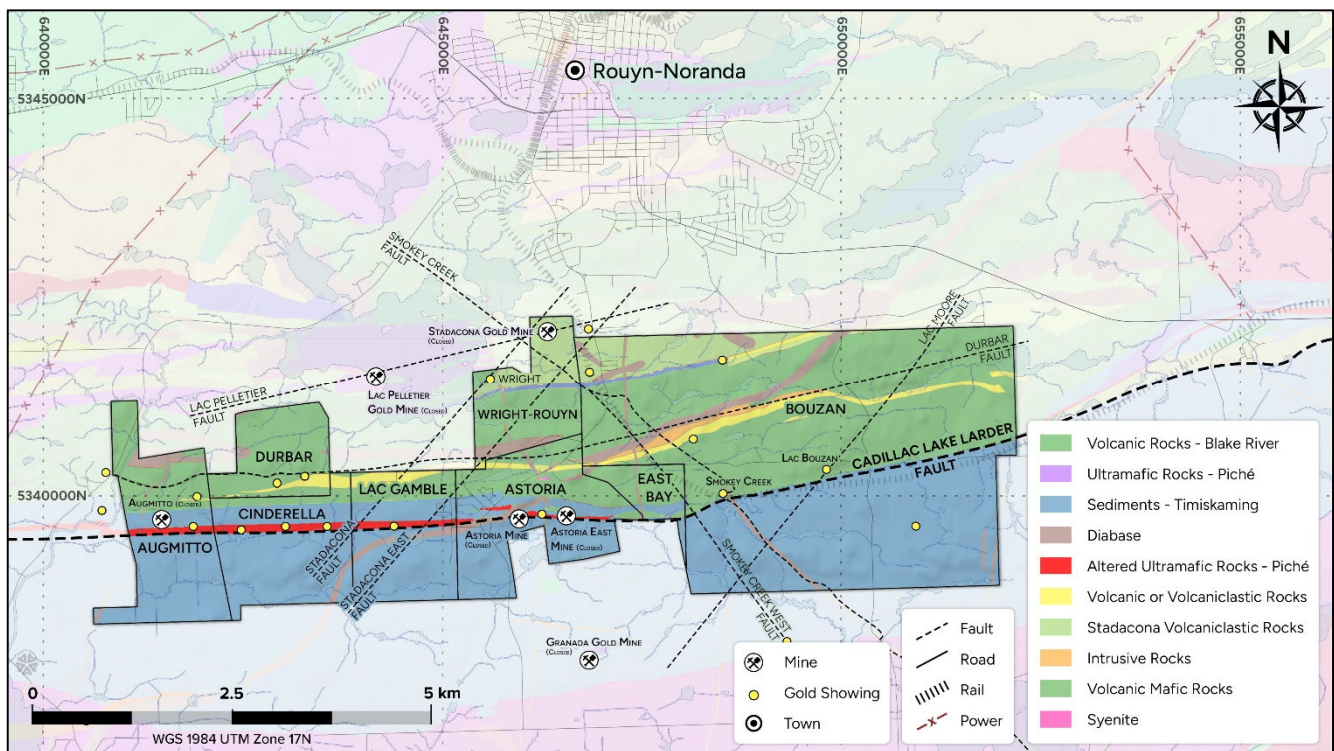 640000E
645000E
650000E
655000E
N
Rouyn-Noranda
5345000N
SMOKEY CREEK
FAULT
LAC MOORE
FAULT
STADACONA GOLD MINE
(CLOSED)
DURBAR
FAULT
WRIGHT
LAC PELLETIER
GOLD MINE (CLOSED)
LAC PELLETIER
FAULT
WRIGHT-ROUYN
BOUZAN
DURBAR
CADILLAC LAKE LARDER
FAULT
LAC BOUZAN
LAC GAMBLE
ASTORIA
EAST
BAY
SMOKEY CREEK
5340000N
AUGMITTO (CLOSED)
CINDERELLA
AUGMITTO
ASTORIA MINE
(CLOSED)
ASTORIA EAST
MINE (CLOSED)
STADACONA
FAULT
STADACONA EAST
FAULT
SMOKEY CREEK WEST
FAULT
GRANADA GOLD MINE
(CLOSED)
0
2.5
5 km
WGS 1984 UTM Zone 17N
Mine
Gold Showing
Town
Fault
Road
Rail
Power
Volcanic Rocks - Blake River
Ultramafic Rocks - Piché
Sediments - Timiskaming
Diabase
Altered Ultramafic Rocks - Piché
Volcanic or Volcaniclastic Rocks
Stadacona Volcaniclastic Rocks
Intrusive Rocks
Volcanic Mafic Rocks
Syenite